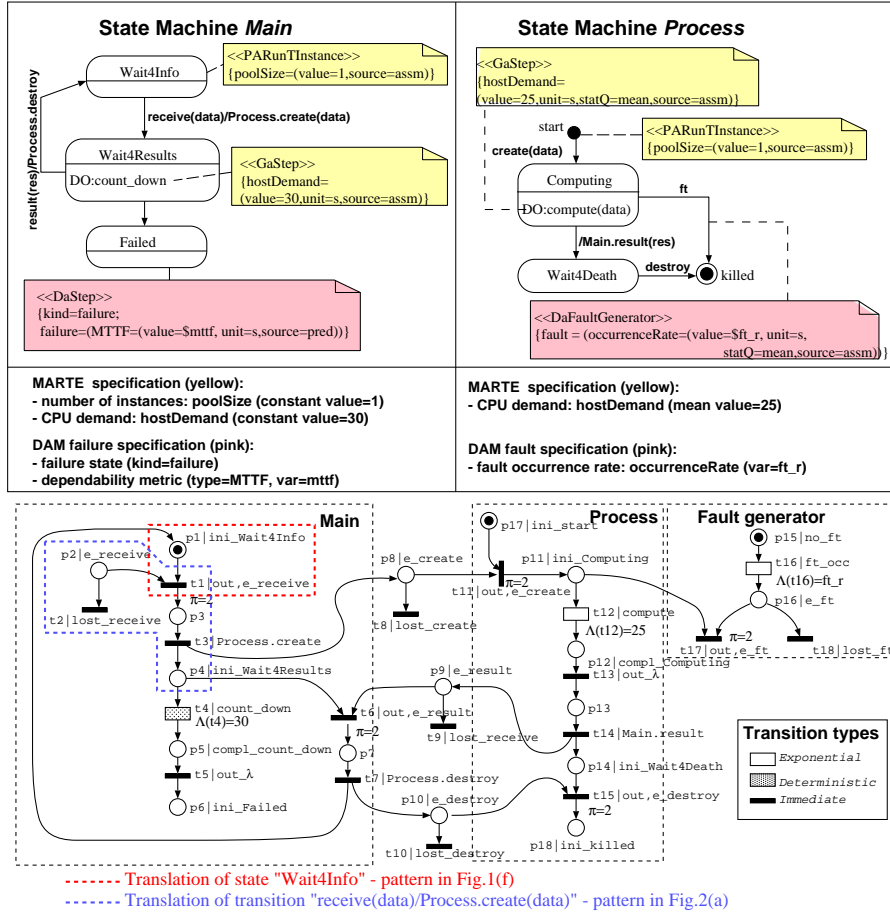 State Machine Main
<<PARunTInstance>>
{poolSize=(value=1,source=assm)}
Wait4Info
result(res)/Process.destroy
receive(data)/Process.create(data)
Wait4Results
DO:count_down
<<GaStep>>
{hostDemand=
(value=30,unit=s,source=assm)}
Failed
<<DaStep>>
{kind=failure;
failure=(MTTF=(value=$mttf, unit=s,source=pred))}
State Machine Process
<<GaStep>>
{hostDemand=
(value=25,unit=s,statQ=mean,source=assm)}
start
<<PARunTInstance>>
{poolSize=(value=1,source=assm)}
create(data)
Computing
DO:compute(data)
ft
/Main.result(res)
Wait4Death
destroy
killed
<<DaFaultGenerator>>
{fault = (occurrenceRate=(value=$ft_r, unit=s,
statQ=mean,source=assm))}
MARTE specification (yellow):
- number of instances: poolSize (constant value=1)
- CPU demand: hostDemand (constant value=30)
DAM failure specification (pink):
- failure state (kind=failure)
- dependability metric (type=MTTF, var=mttf)
MARTE specification (yellow):
- CPU demand: hostDemand (mean value=25)
DAM fault specification (pink):
- fault occurrence rate: occurrenceRate (var=ft_r)
Main
p1|ini_Wait4Info
p2|e_receive
t1|out,e_receive
π=2
t2|lost_receive
p3
t3|Process.create
p4|ini_Wait4Results
t4|count_down
Λ(t4)=30
p5|compl_count_down
t5|out_λ
p6|ini_Failed
p8|e_create
t8|lost_create
p9|e_result
t6|out,e_result
π=2
t9|lost_receive
p7
t7|Process.destroy
p10|e_destroy
t10|lost_destroy
Process
p17|ini_start
p11|ini_Computing
π=2
t11|out,e_create
t12|compute
Λ(t12)=25
p12|compl_Computing
t13|out_λ
p13
t14|Main.result
p14|ini_Wait4Death
t15|out,e_destroy
π=2
p18|ini_killed
Fault generator
p15|no_ft
t16|ft_occ
Λ(t16)=ft_r
p16|e_ft
π=2
t17|out,e_ft
t18|lost_ft
Transition types
Exponential
Deterministic
Immediate
Translation of state "Wait4Info" - pattern in Fig.1(f)
Translation of transition "receive(data)/Process.create(data)" - pattern in Fig.2(a)